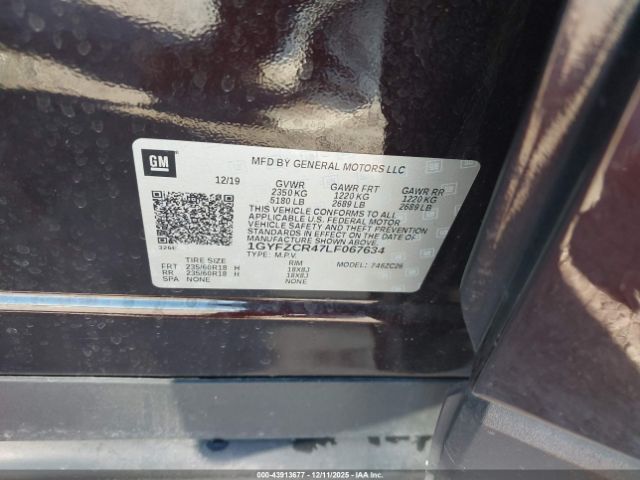 GM
MFD BY GENERAL MOTORS LLC
12/19 GVWR GAWR FRT GAWR RR
2350 KG 1220 KG 1220 KG
5180 LB 2689 LB 2689 LB
THIS VEHICLE CONFORMS TO ALL
APPLICABLE U.S. FEDERAL MOTOR
VEHICLE SAFETY AND THEFT
PREVENTION STANDARDS IN EFFECT ON
THE DATE OF MANUFACTURE SHOWN ABOVE.
1GYFZCR47LF067634
TYPE: M.P.V.
TIRE SIZE RIM MODEL:
FRT 235/60R18 H 18X8J
RR 235/60R18 H 18X8J
SPA NONE NONE
000-43913677 - 12/11/2025 - IAA Inc.